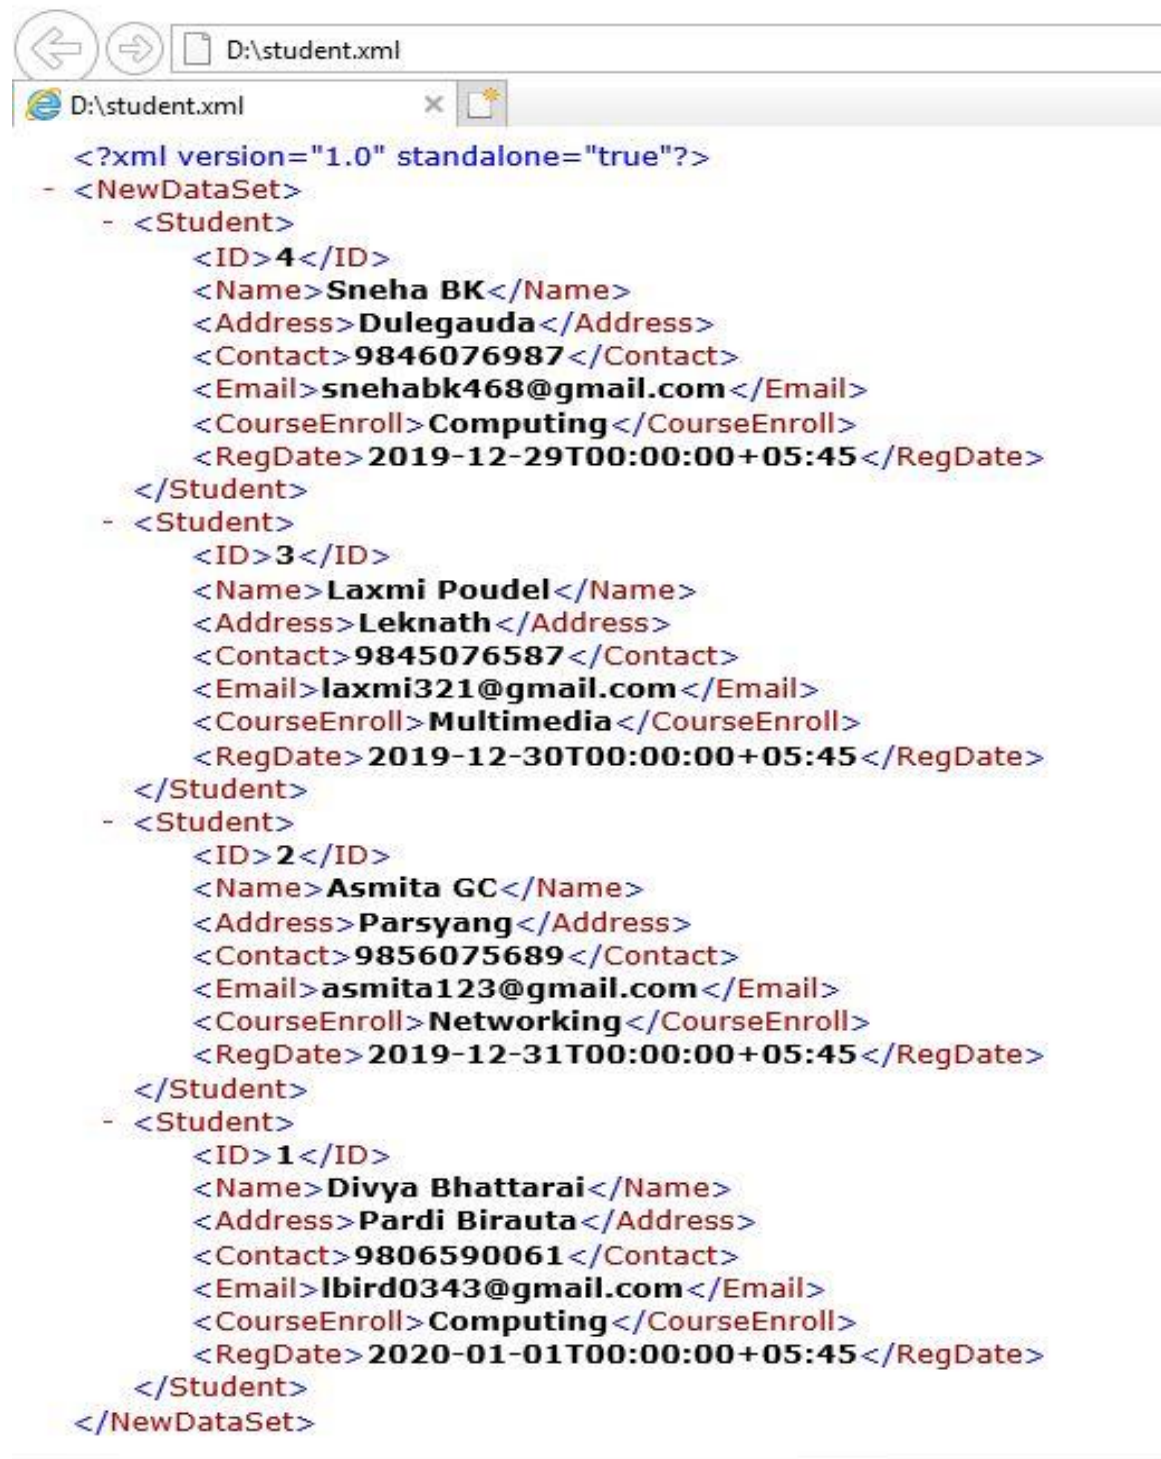 D:\student.xml
D:\student.xml
<?xml version="1.0" standalone="true"?>
- <NewDataSet>
- <Student>
<ID>4</ID>
<Name>Sneha BK</Name>
<Address>Dulegauda</Address>
<Contact>9846076987</Contact>
<Email>snehabk468@gmail.com</Email>
<CourseEnroll>Computing</CourseEnroll>
<RegDate>2019-12-29T00:00:00+05:45</RegDate>
</Student>
- <Student>
<ID>3</ID>
<Name>Laxmi Poudel</Name>
<Address>Leknath</Address>
<Contact>9845076587</Contact>
<Email>laxmi321@gmail.com</Email>
<CourseEnroll>Multimedia</CourseEnroll>
<RegDate>2019-12-30T00:00:00+05:45</RegDate>
</Student>
- <Student>
<ID>2</ID>
<Name>Asmita GC</Name>
<Address>Parsyang</Address>
<Contact>9856075689</Contact>
<Email>asmita123@gmail.com</Email>
<CourseEnroll>Networking</CourseEnroll>
<RegDate>2019-12-31T00:00:00+05:45</RegDate>
</Student>
- <Student>
<ID>1</ID>
<Name>Divya Bhattarai</Name>
<Address>Pardi Birauta</Address>
<Contact>9806590061</Contact>
<Email>lbird0343@gmail.com</Email>
<CourseEnroll>Computing</CourseEnroll>
<RegDate>2020-01-01T00:00:00+05:45</RegDate>
</Student>
</NewDataSet>